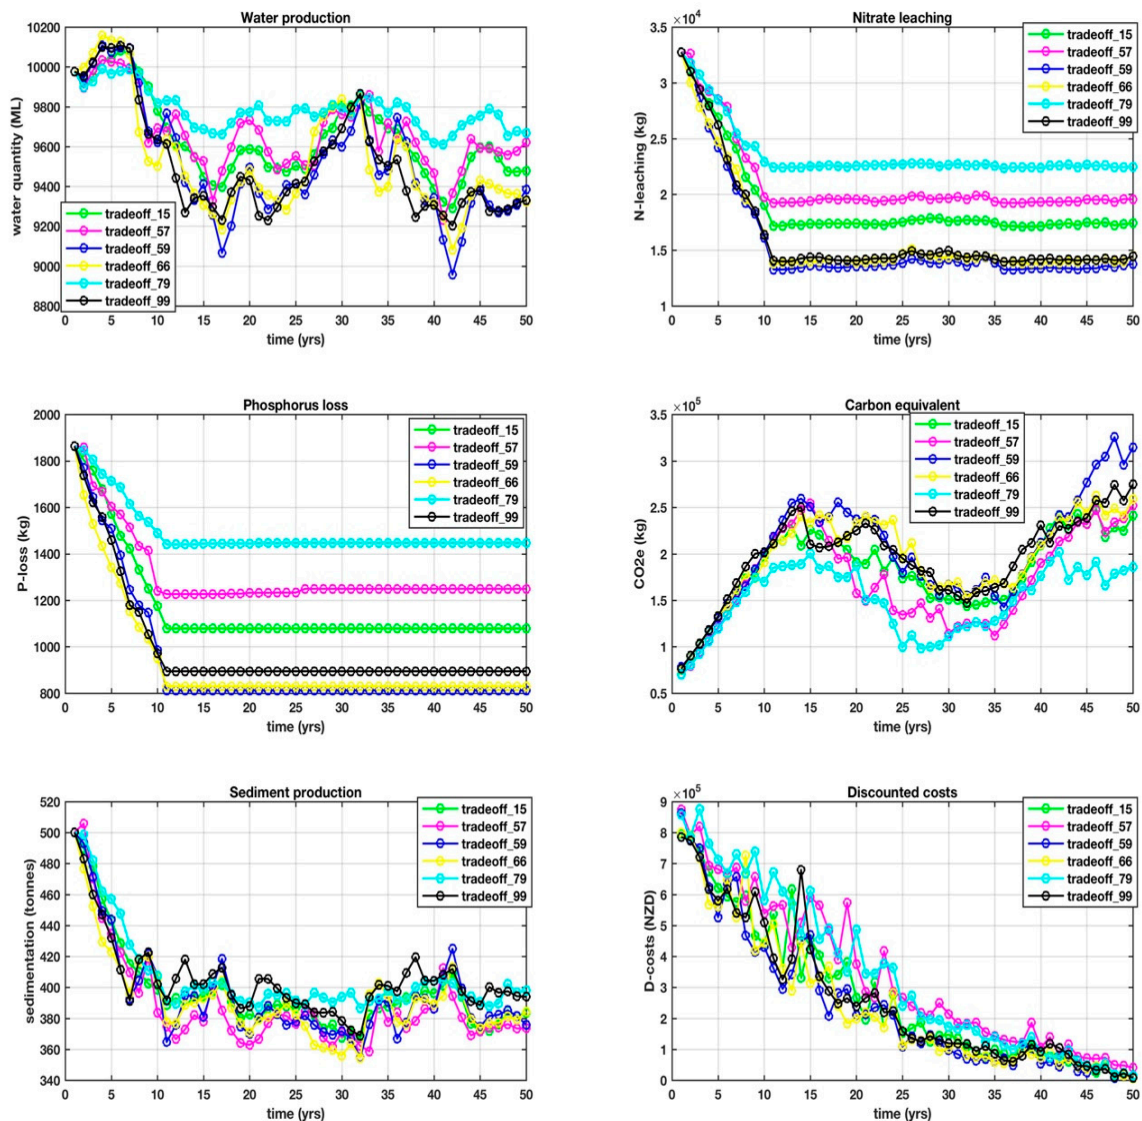 Water production
10200
10000
9800
9600
9400
9200
9000
8800
water quantity (ML)
tradeoff_15
tradeoff_57
tradeoff_59
tradeoff_66
tradeoff_79
tradeoff_99
0 5 10 15 20 25 30 35 40 45 50
time (yrs)
Nitrate leaching
×10⁴
3.5
3
2.5
2
1.5
1
N-leaching (kg)
tradeoff_15
tradeoff_57
tradeoff_59
tradeoff_66
tradeoff_79
tradeoff_99
0 5 10 15 20 25 30 35 40 45 50
time (yrs)
Phosphorus loss
2000
1800
1600
1400
1200
1000
800
P-loss (kg)
tradeoff_15
tradeoff_57
tradeoff_59
tradeoff_66
tradeoff_79
tradeoff_99
0 5 10 15 20 25 30 35 40 45 50
time (yrs)
Carbon equivalent
×10⁵
3.5
3
2.5
2
1.5
1
0.5
CO2e (kg)
tradeoff_15
tradeoff_57
tradeoff_59
tradeoff_66
tradeoff_79
tradeoff_99
0 5 10 15 20 25 30 35 40 45 50
time (yrs)
Sediment production
520
500
480
460
440
420
400
380
360
340
sedimentation (tonnes)
tradeoff_15
tradeoff_57
tradeoff_59
tradeoff_66
tradeoff_79
tradeoff_99
0 5 10 15 20 25 30 35 40 45 50
time (yrs)
Discounted costs
×10⁵
9
8
7
6
5
4
3
2
1
0
D-costs (NZD)
tradeoff_15
tradeoff_57
tradeoff_59
tradeoff_66
tradeoff_79
tradeoff_99
0 5 10 15 20 25 30 35 40 45 50
time (yrs)